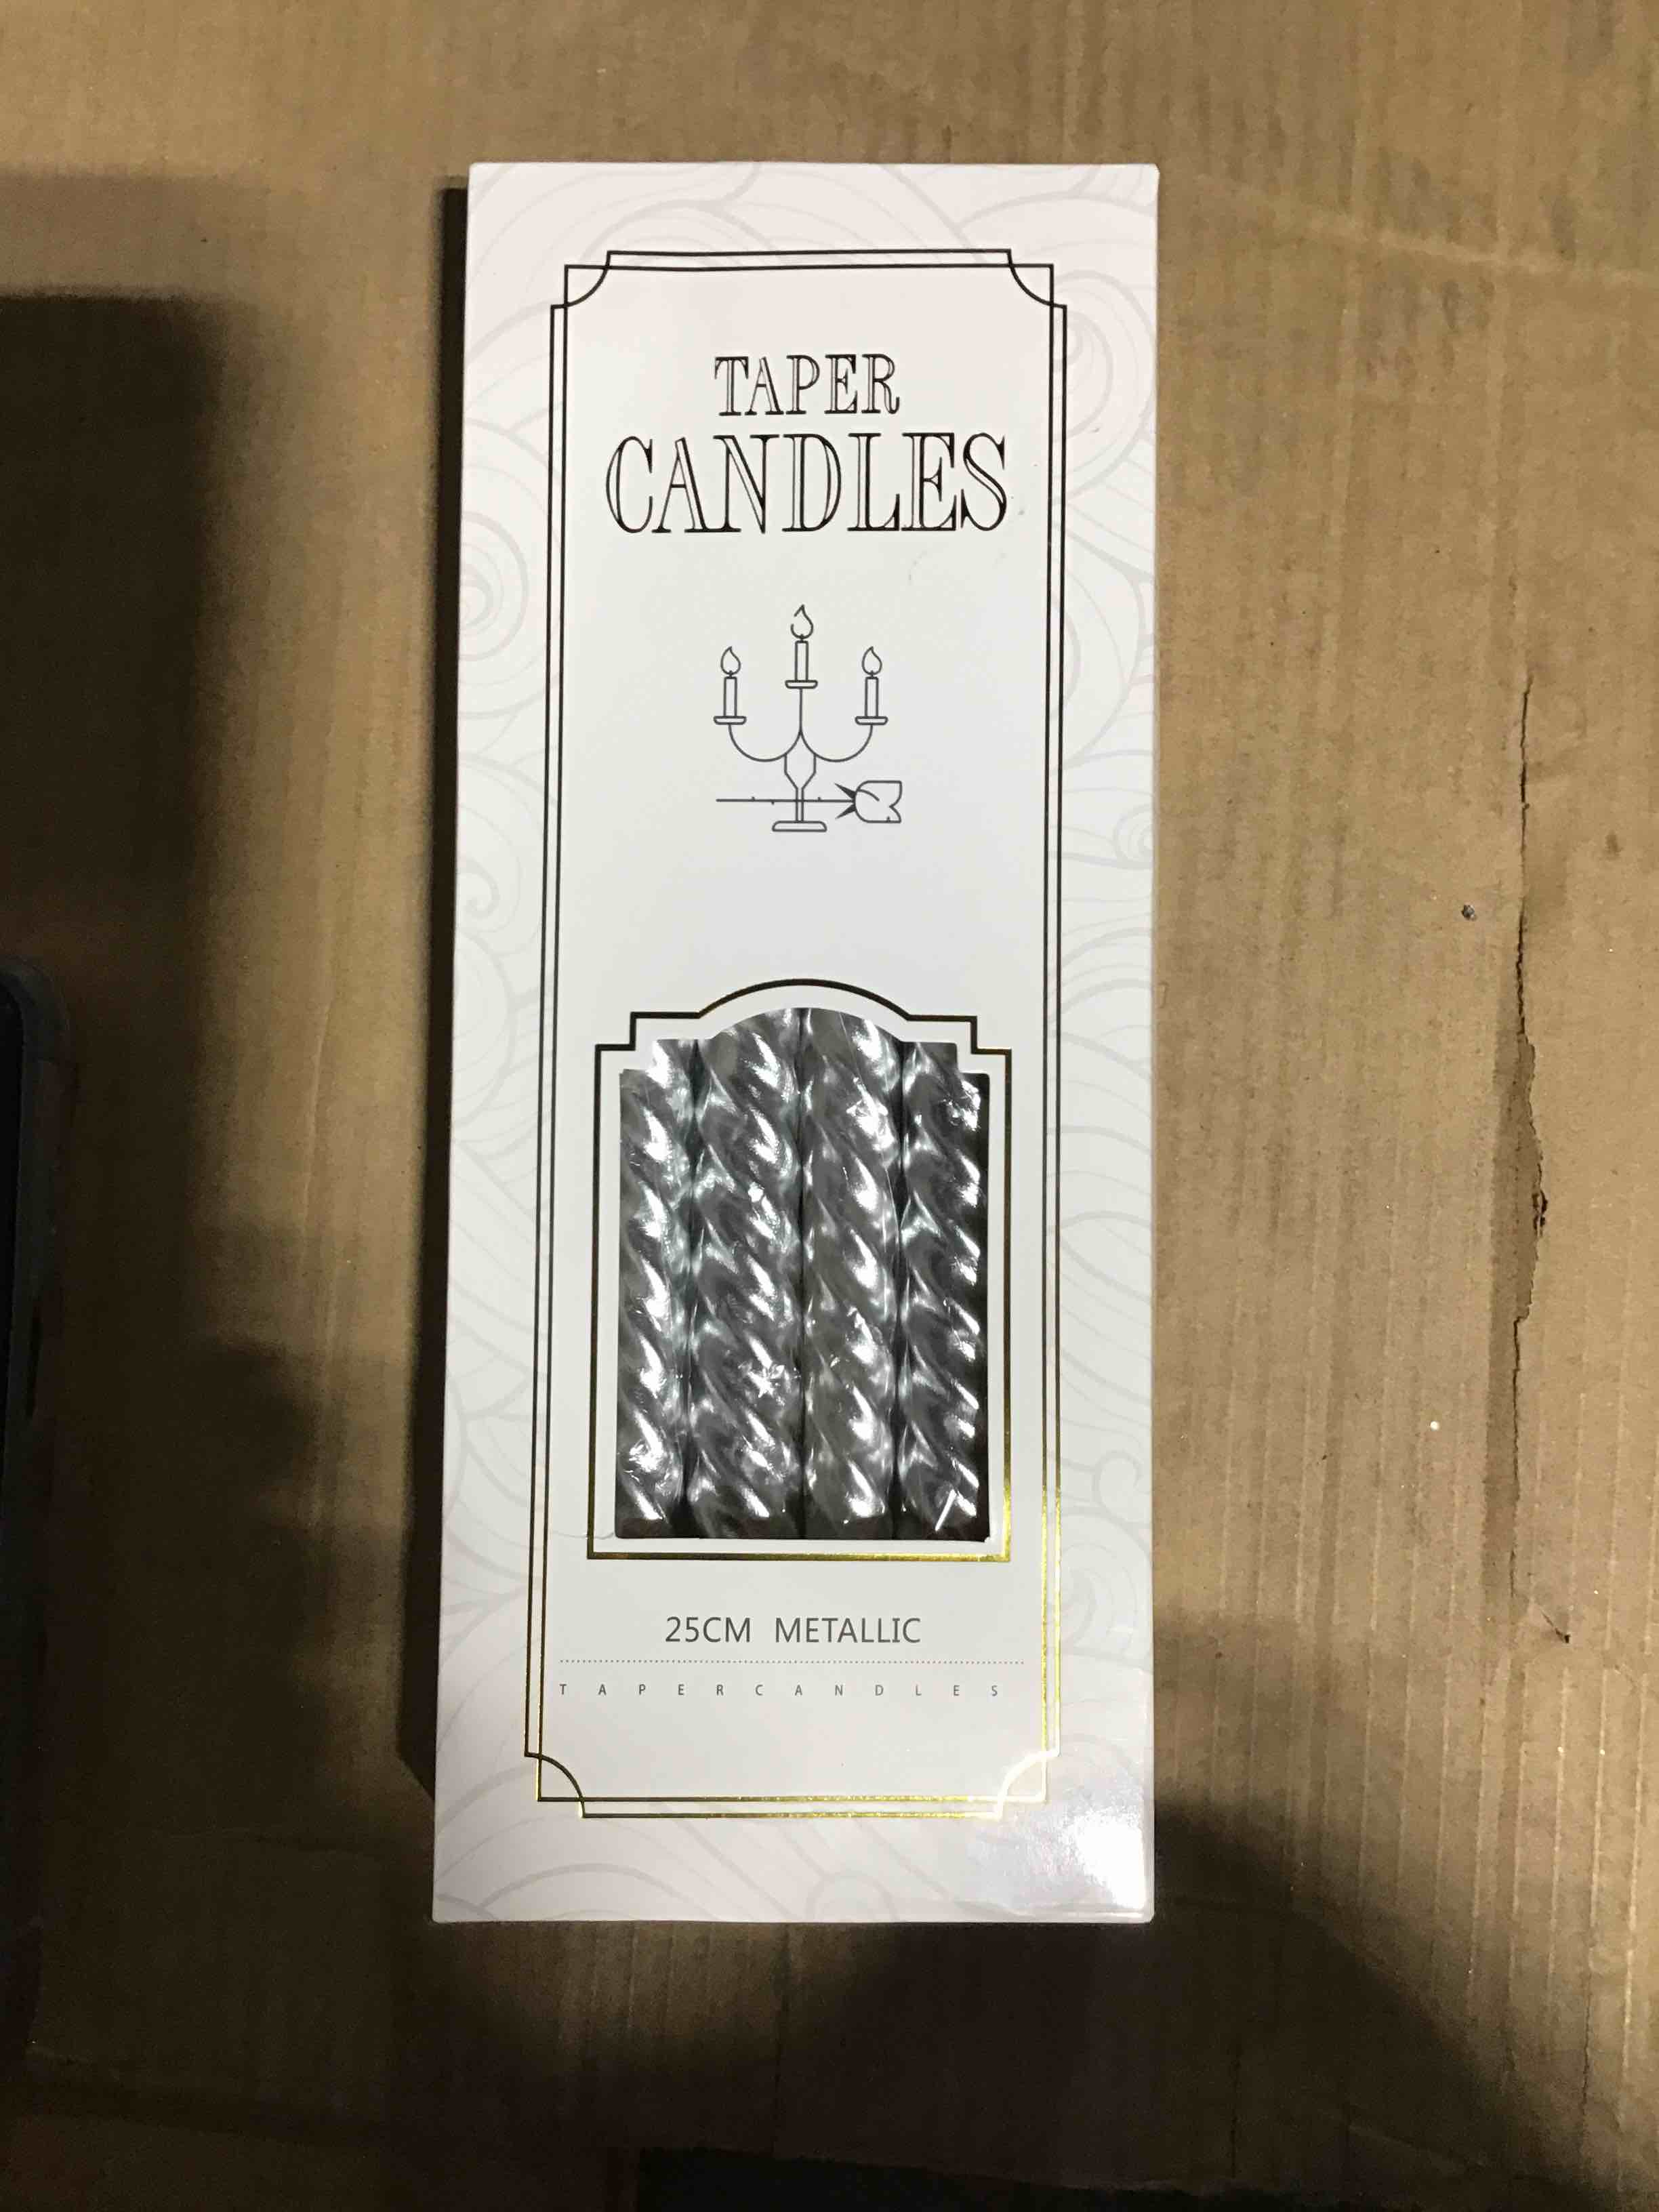 TAPER
CANDLES
25CM METALLIC
TAPERCANDLES